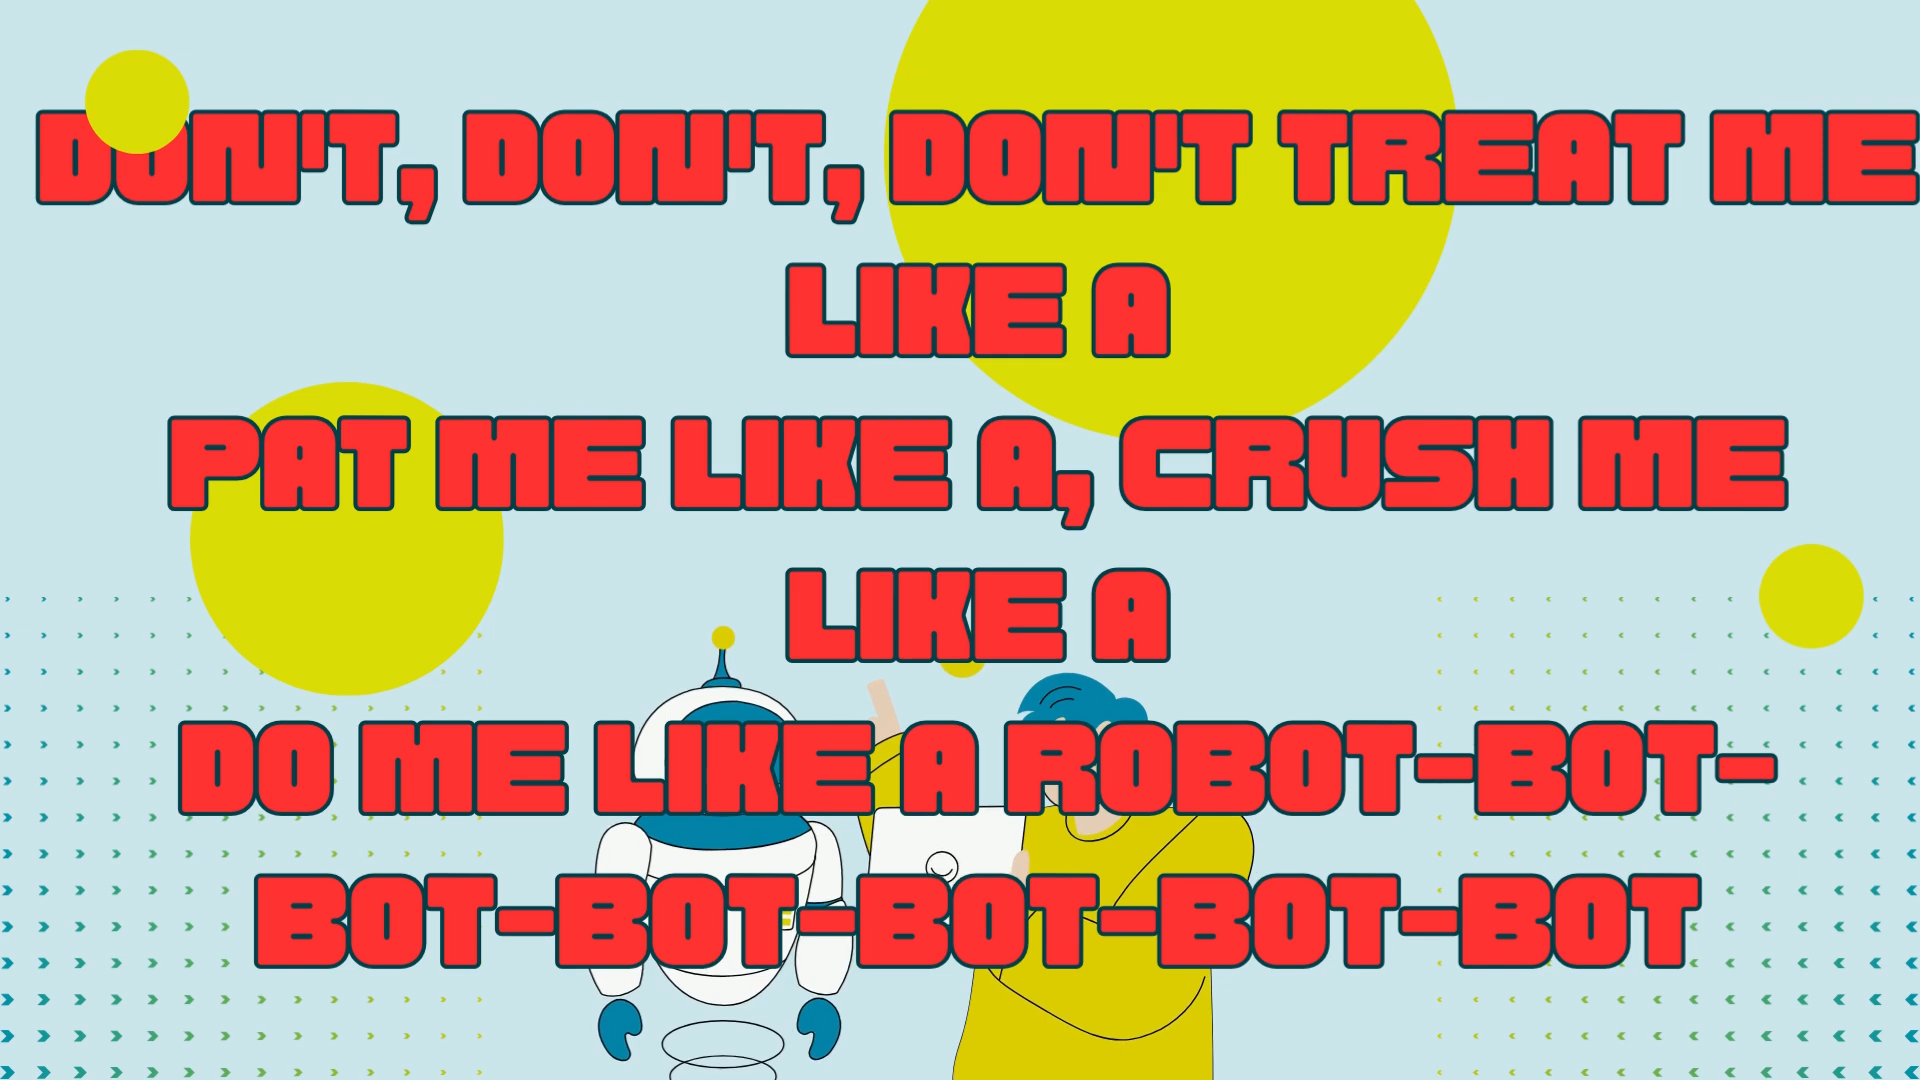 DON'T, DON'T, DON'T TREAT ME
LIKE A
PAT ME LIKE A, CRUSH ME
LIKE A
DO ME LIKE A ROBOT-BOT-
BOT-BOT-BOT-BOT-BOT